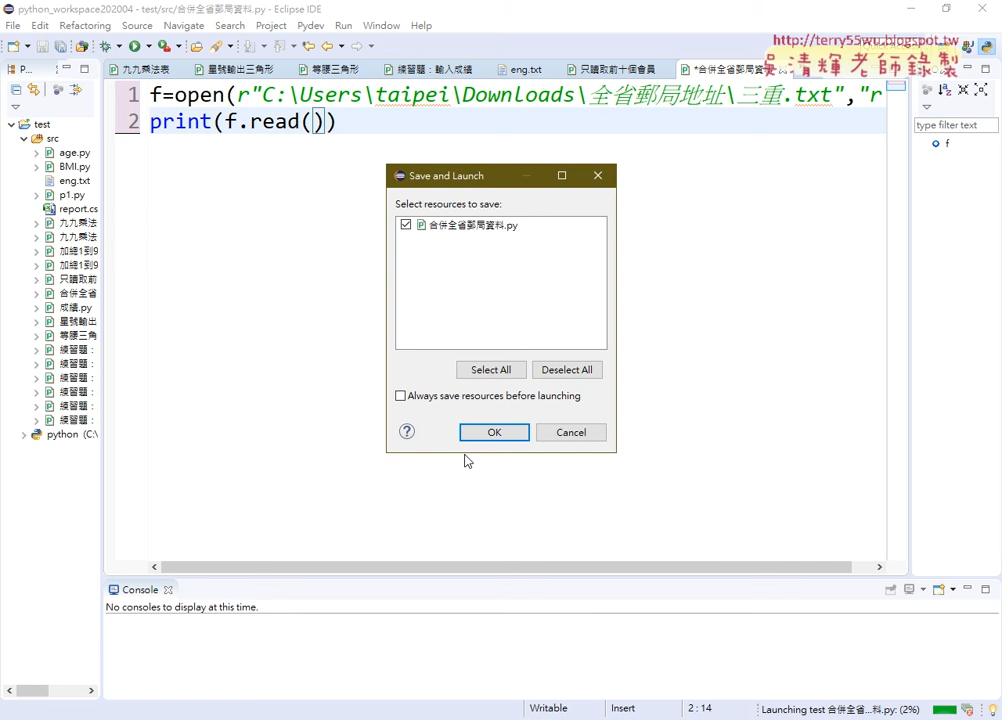 python_workspace202004 - test/src/合併全省郵局資料.py - Eclipse IDE
File Edit Refactoring Source Navigate Search Project Pydev Run Window Help
http://terry55wu.blogspot.tw
吳清輝老師錄製
P...
九九乘法表
星號輸出三角形
等腰三角形
練習題：輸入成績
eng.txt
只讀取前十個會員
*合併全省郵局資
test
src
age.py
BMI.py
eng.txt
p1.py
report.cs
九九乘法
九九乘法
加總1到9
加總1到9
只讀取前
合併全省
成績.py
星號輸出
等腰三角
練習題：
練習題：
練習題：
練習題：
練習題：
練習題：
python (C:\
1 f=open(r"C:\Users\taipei\Downloads\全省郵局地址\三重.txt","r
2 print(f.read())
type filter text
f
Save and Launch
Select resources to save:
合併全省郵局資料.py
Select All Deselect All
Always save resources before launching
OK Cancel
Console
No consoles to display at this time.
Writable Insert 2 : 14 Launching test 合併全省...料.py: (2%)